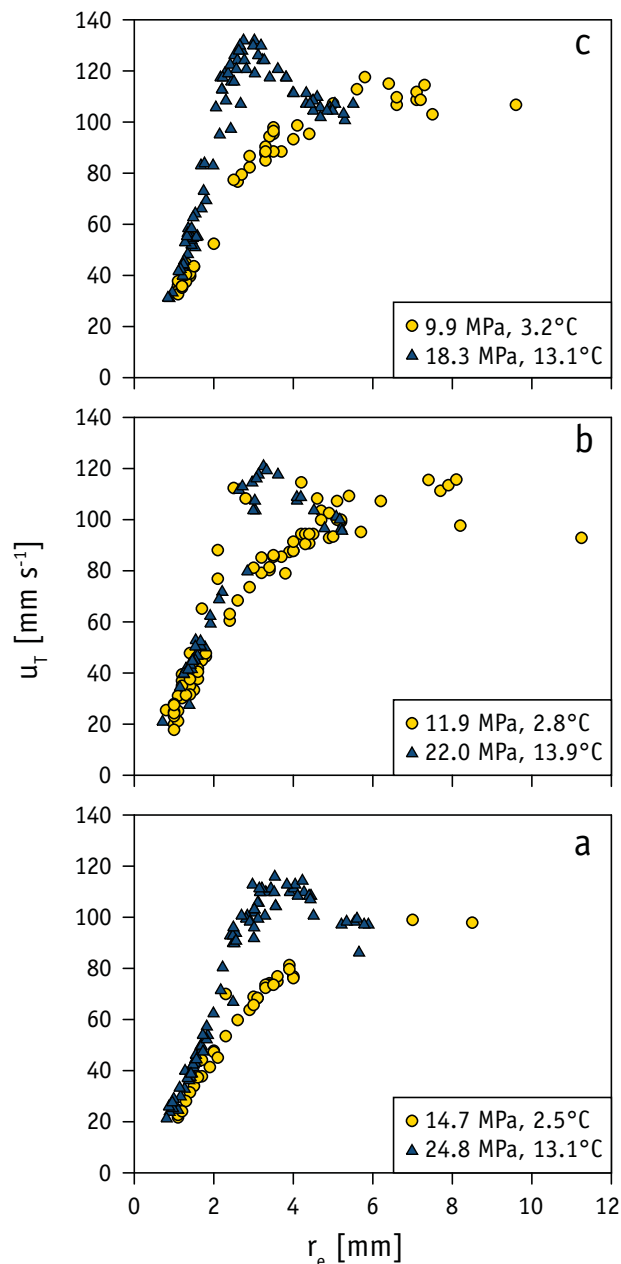 140
c
120
100
80
60
40
20
0
9.9 MPa, 3.2°C
18.3 MPa, 13.1°C
140
b
120
100
80
60
40
20
0
11.9 MPa, 2.8°C
22.0 MPa, 13.9°C
u_T [mm s⁻¹]
140
a
120
100
80
60
40
20
0
14.7 MPa, 2.5°C
24.8 MPa, 13.1°C
0 2 4 6 8 10 12
r_e [mm]